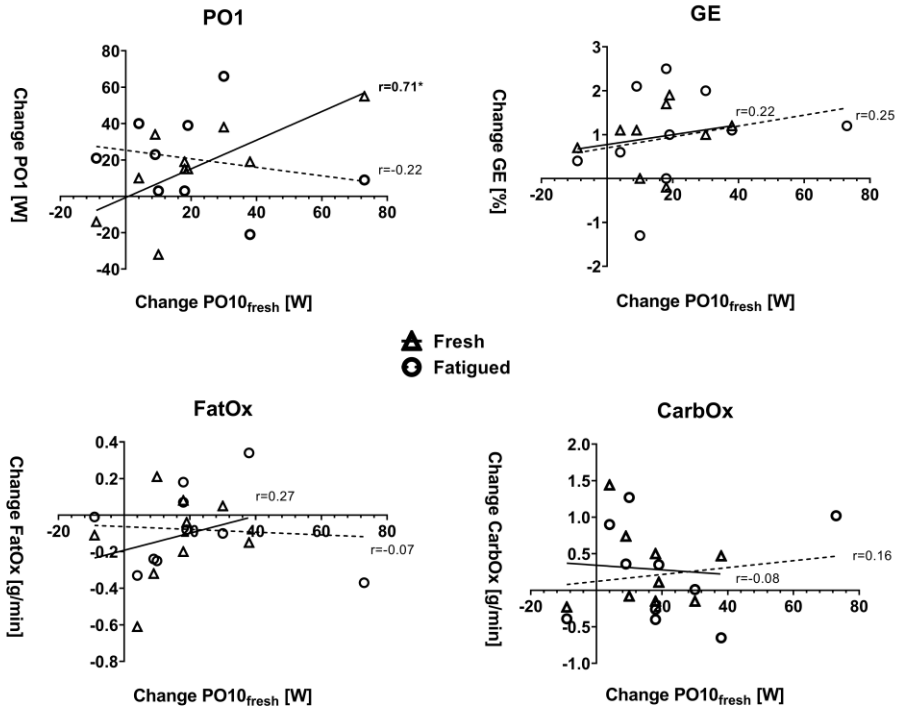 PO1
80
60
40
20
-20
-40
-20
0
20
40
60
80
r=0.71*
r=-0.22
Change PO1 [W]
Change PO10fresh [W]
GE
3
2
1
-1
-2
-20
0
20
40
60
80
r=0.22
r=0.25
Change GE [%]
Change PO10fresh [W]
Fresh
Fatigued
FatOx
0.4
0.2
-0.2
-0.4
-0.6
-0.8
-20
0
20
40
60
80
r=0.27
r=-0.07
Change FatOx [g/min]
Change PO10fresh [W]
CarbOx
2.0
1.5
1.0
0.5
-0.5
-1.0
-20
0
20
40
60
80
r=0.16
r=-0.08
Change CarbOx [g/min]
Change PO10fresh [W]